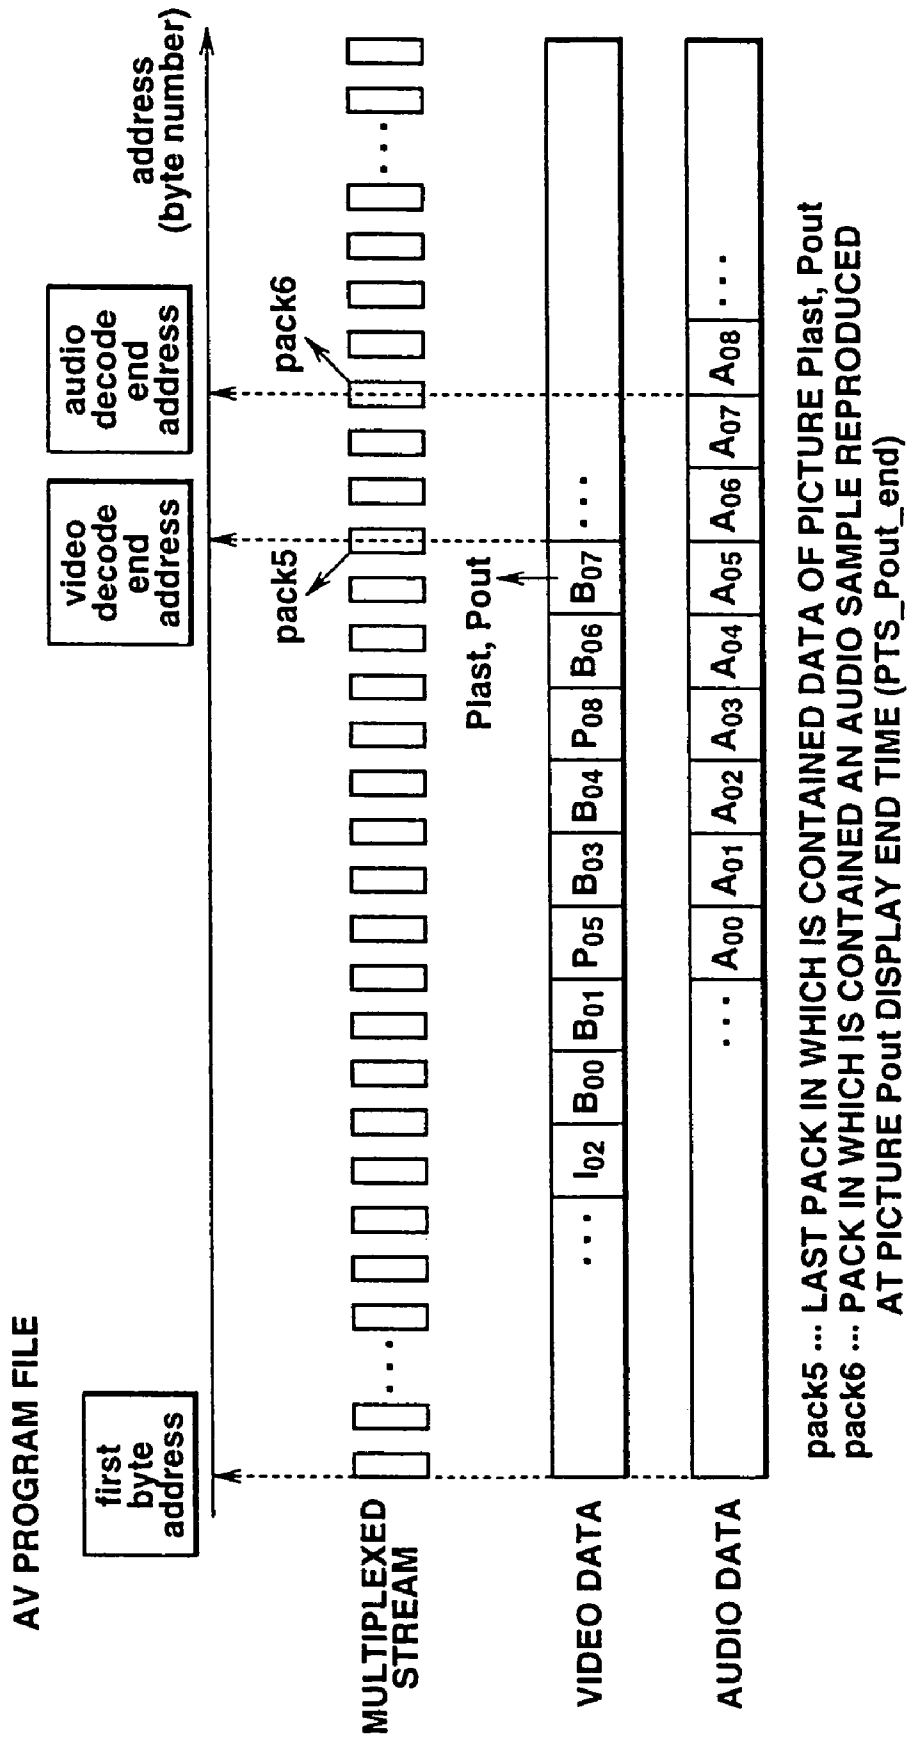 AV PROGRAM FILE
first
byte
address
video
decode
end
address
audio
decode
end
address
address
(byte number)
MULTIPLEXED
STREAM
...
pack5
pack6
...
Plast, Pout
VIDEO DATA
... I02 B00 B01 P05 B03 B04 P08 B06 B07 ...
AUDIO DATA
... A00 A01 A02 A03 A04 A05 A06 A07 A08 ...
pack5 ... LAST PACK IN WHICH IS CONTAINED DATA OF PICTURE Plast, Pout
pack6 ... PACK IN WHICH IS CONTAINED AN AUDIO SAMPLE REPRODUCED
AT PICTURE Pout DISPLAY END TIME (PTS_Pout_end)